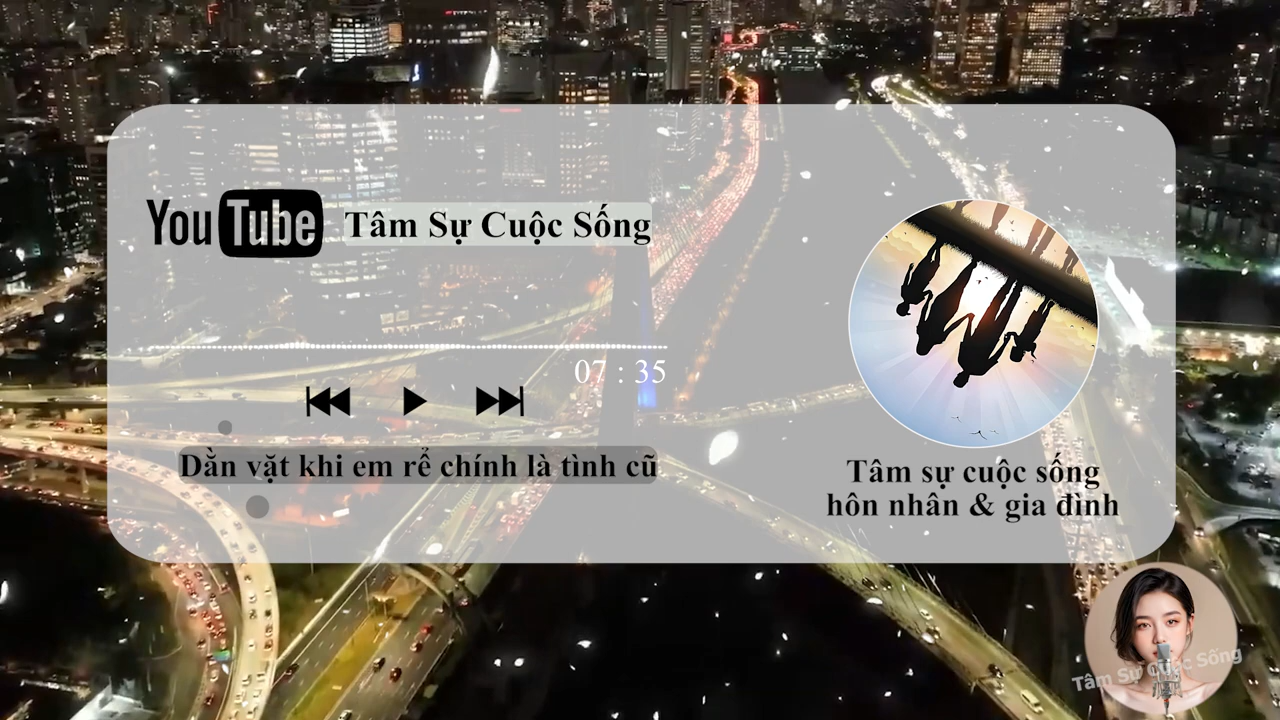 YouTube Tâm Sự Cuộc Sống
07 : 35
Dằn vặt khi em rể chính là tình cũ
Tâm sự cuộc sống
hôn nhân & gia đình
Tâm Sự Cuộc Sống